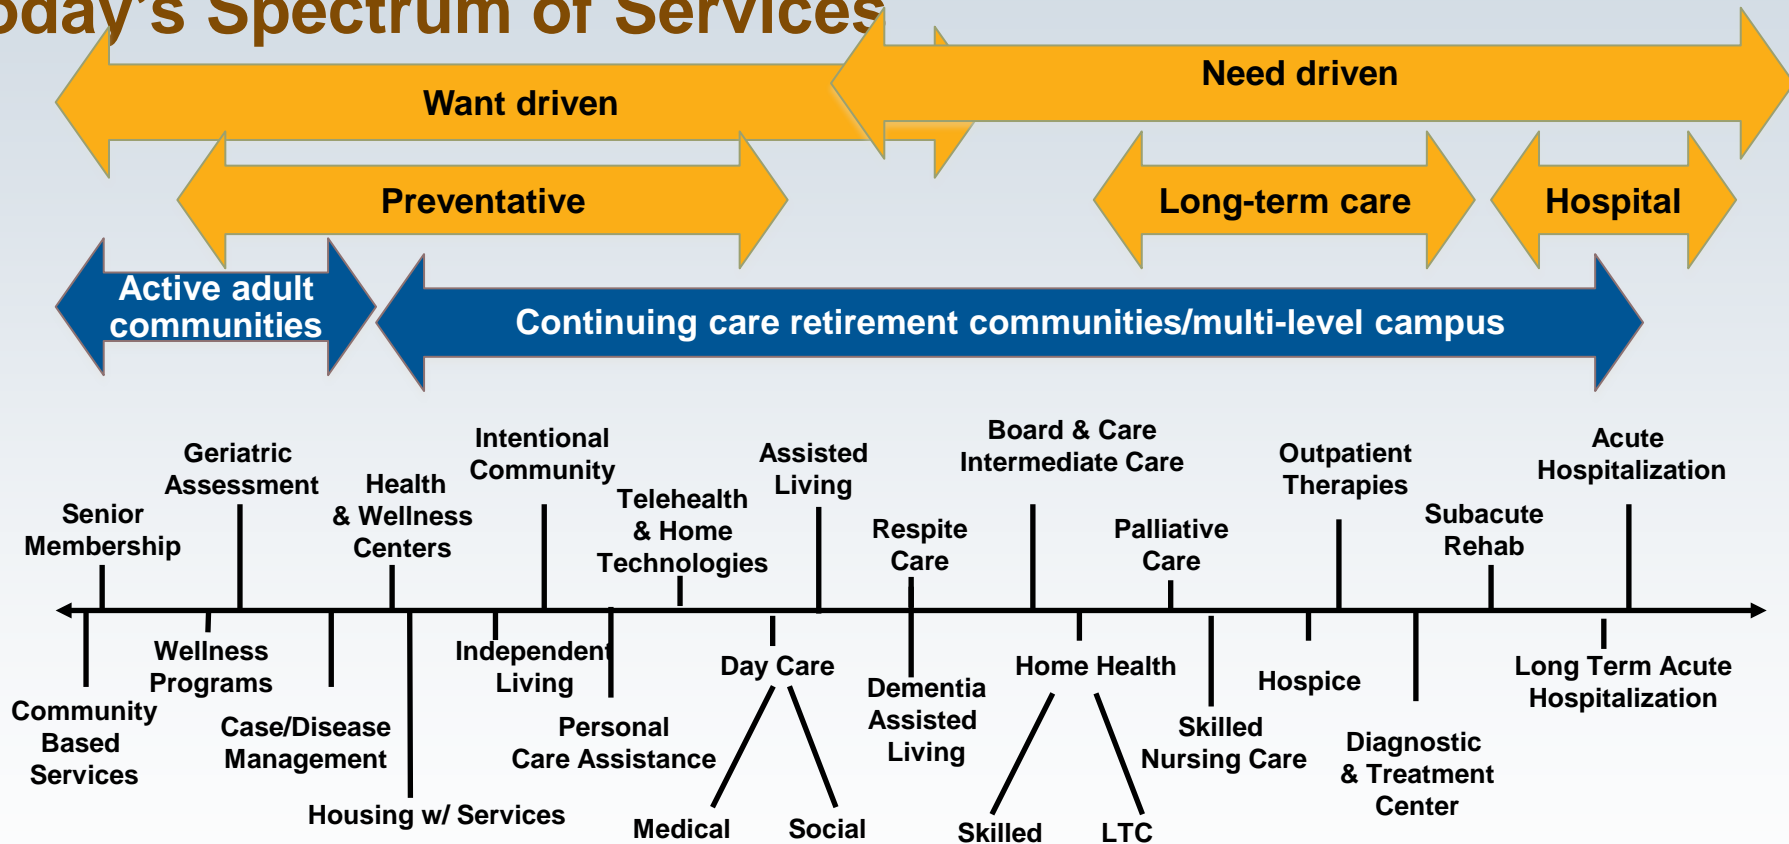 oday's Spectrum of Services
Want driven
Need driven
Preventative
Long-term care
Hospital
Active adult
communities
Continuing care retirement communities/multi-level campus
Senior
Membership
Geriatric
Assessment
Health
& Wellness
Centers
Intentional
Community
Telehealth
& Home
Technologies
Assisted
Living
Respite
Care
Board & Care
Intermediate Care
Palliative
Care
Outpatient
Therapies
Subacute
Rehab
Acute
Hospitalization
Community
Based
Services
Wellness
Programs
Case/Disease
Management
Housing w/ Services
Independent
Living
Personal
Care Assistance
Day Care
Medical
Social
Dementia
Assisted
Living
Home Health
Skilled
LTC
Skilled
Nursing Care
Hospice
Diagnostic
& Treatment
Center
Long Term Acute
Hospitalization